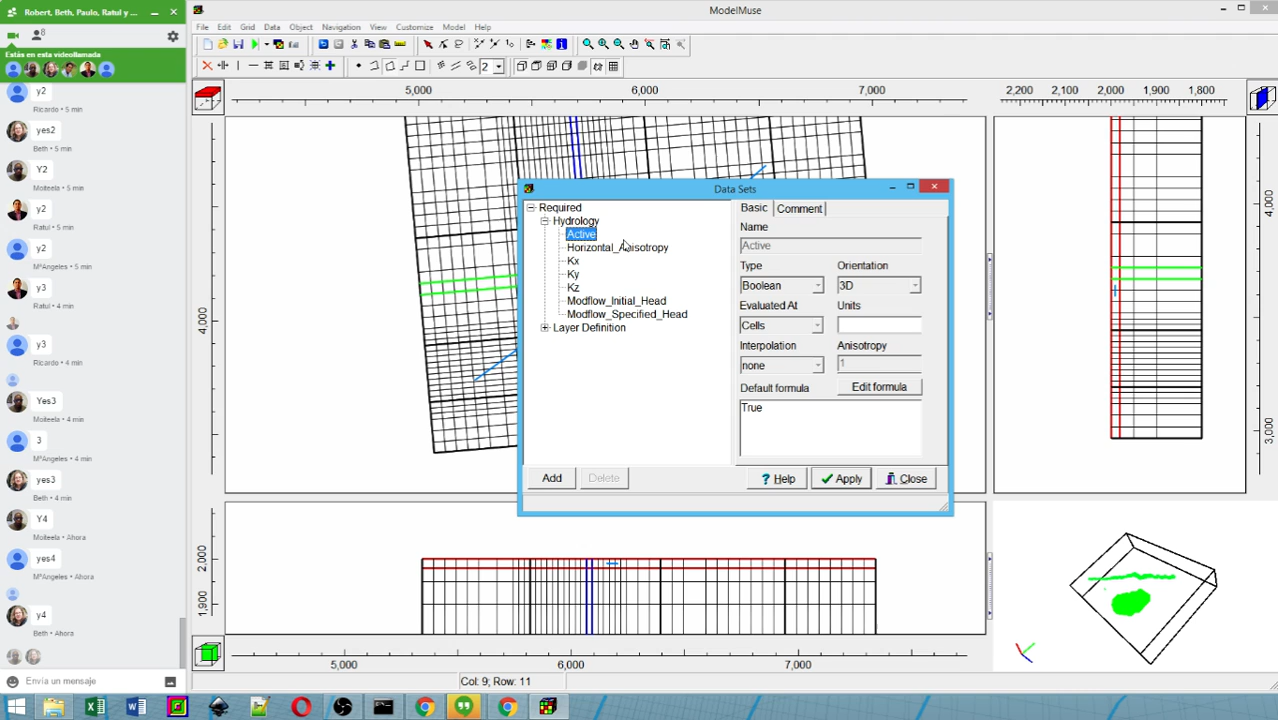 Robert, Beth, Paulo, Ratul y ...
8
Estás en esta videollamada
y2
Ricardo • 5 min
yes2
Beth • 5 min
Y2
Moiteela • 5 min
y2
Ratul • 5 min
y2
MªAngeles • 5 min
y3
Ratul • 4 min
y3
Ricardo • 4 min
Yes3
Moiteela • 4 min
3
MªAngeles • 4 min
yes3
Beth • 4 min
Y4
Moiteela • Ahora
yes4
MªAngeles • Ahora
y4
Beth • Ahora
Envía un mensaje
ModelMuse
File Edit Grid Data Object Navigation View Customize Model Help
2
5,000 6,000 7,000
2,200 2,100 2,000 1,900 1,800
4,000
4,000
3,000
Data Sets
Required
Hydrology
Active
Horizontal_Anisotropy
Kx
Ky
Kz
Modflow_Initial_Head
Modflow_Specified_Head
Layer Definition
Basic Comment
Name
Active
Type Orientation
Boolean 3D
Evaluated At Units
Cells
Interpolation Anisotropy
none 1
Default formula Edit formula
True
Add Delete Help Apply Close
2,000
1,900
5,000 6,000 7,000
Col: 9, Row: 11